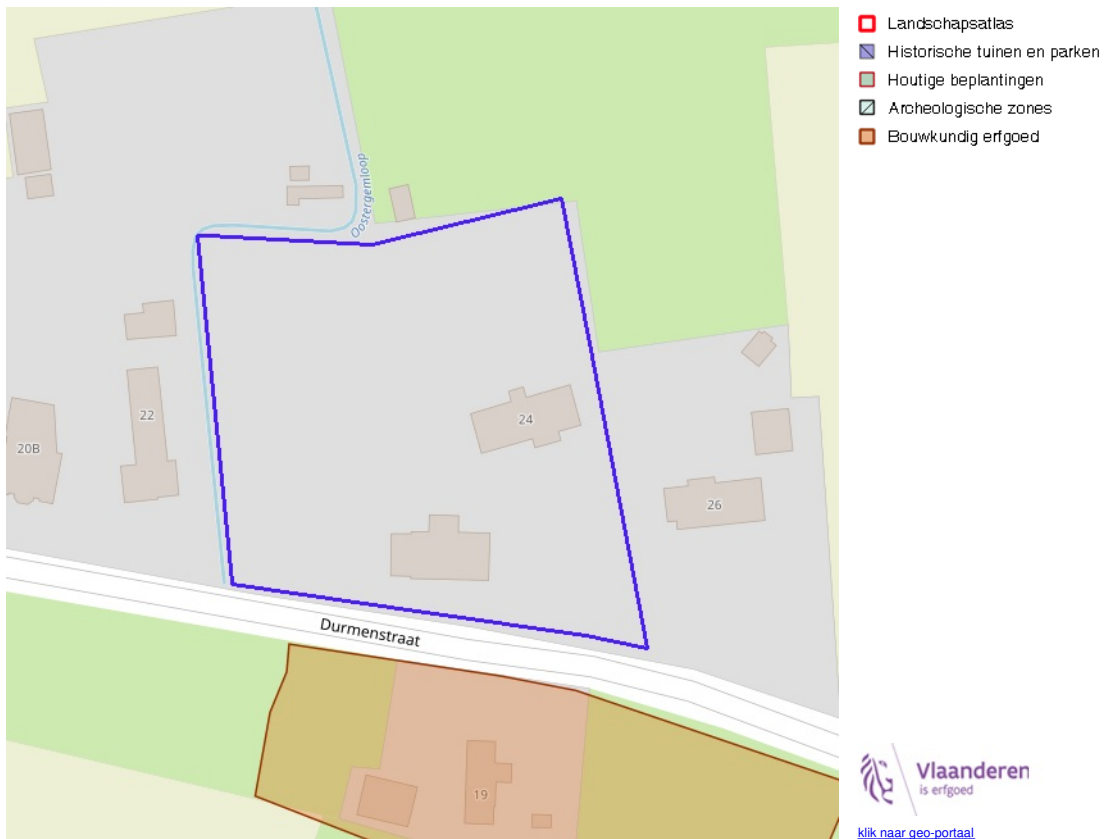 Landschapsatlas
Historische tuinen en parken
Houtige beplantingen
Archeologische zones
Bouwkundig erfgoed
Oostergemloop
22
24
20B
26
Durmenstraat
19
Vlaanderen
is erfgoed
klik naar geo-portaal